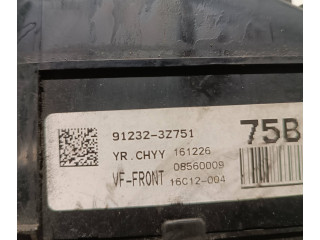 91232-3Z751
75B
YR.CHYY 161226
08560009
VF-FRONT 16C12-004